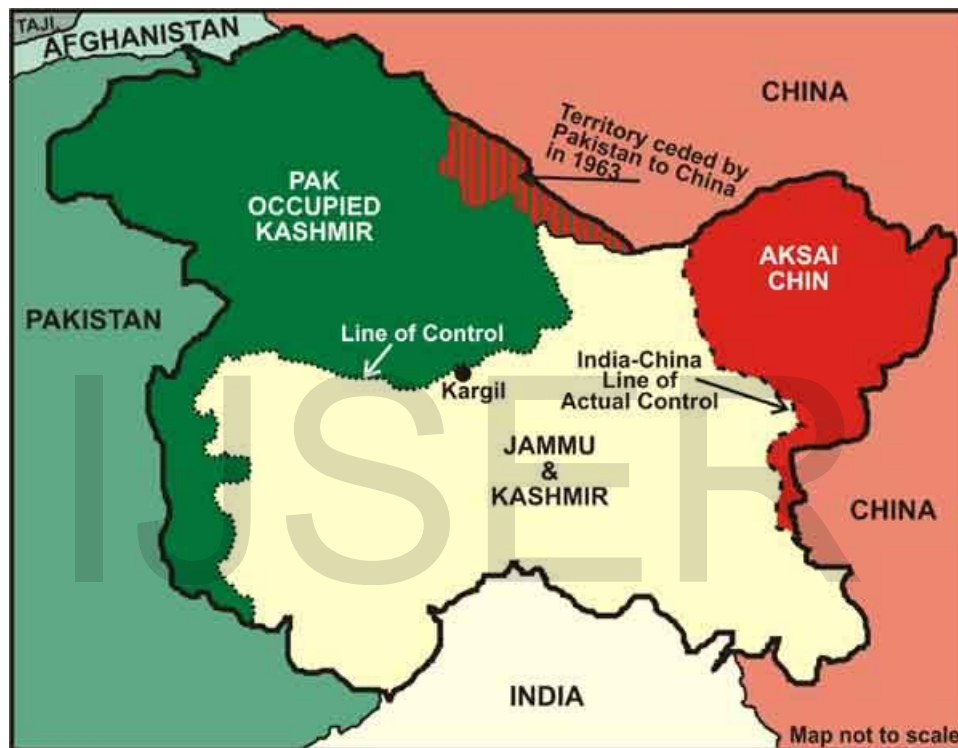 TAJI.
AFGHANISTAN
CHINA
Territory ceded by
Pakistan to China
in 1963
PAK
OCCUPIED
KASHMIR
AKSAI
CHIN
PAKISTAN
Line of Control
India-China
Line of
Actual Control
Kargil
JAMMU
&
KASHMIR
CHINA
IJSER
INDIA
Map not to scale